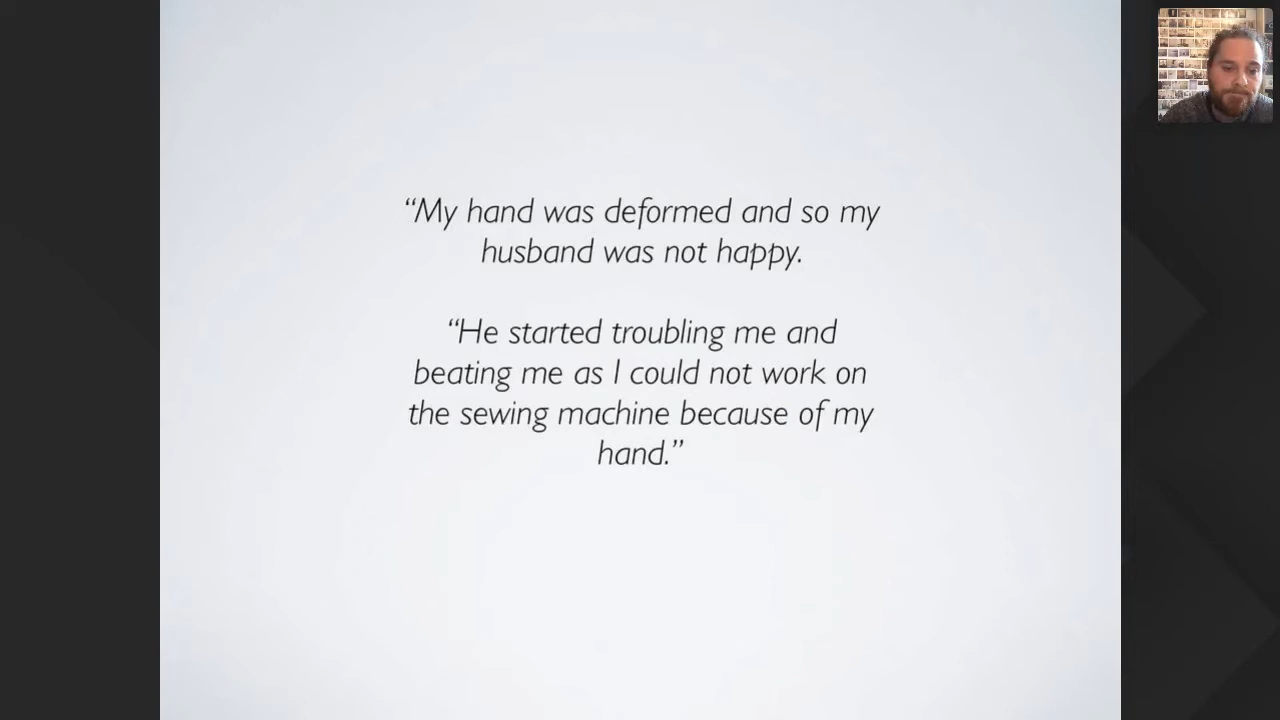 “My hand was deformed and so my
husband was not happy.
“He started troubling me and
beating me as I could not work on
the sewing machine because of my
hand.”